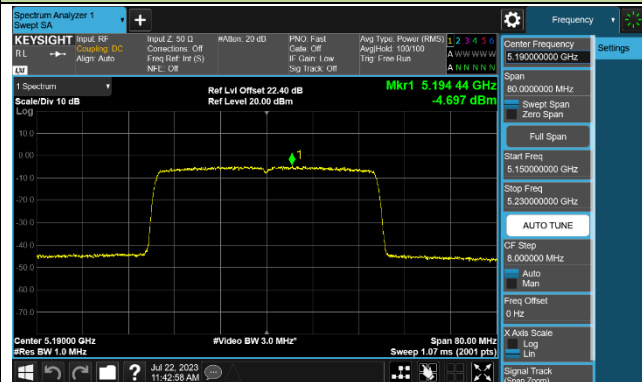 Spectrum Analyzer 1
Swept SA
+
Frequency
KEYSIGHT
RL
LXI
Input: RF
Coupling: DC
Align: Auto
Input Z: 50 Ω
Corrections: Off
Freq Ref: Int (S)
NFE: Off
#Atten: 20 dB
PNO: Fast
Gate: Off
IF Gain: Low
Sig Track: Off
Avg Type: Power (RMS)
Avg|Hold: 100/100
Trig: Free Run
1 2 3 4 5 6
A W W W W W
A N N N N N
1 Spectrum
Scale/Div 10 dB
Log
Ref Lvl Offset 22.40 dB
Ref Level 20.00 dBm
Mkr1 5.194 44 GHz
-4.697 dBm
10.0
0.00
-10.0
-20.0
-30.0
-40.0
-50.0
-60.0
-70.0
1
Center 5.19000 GHz
#Res BW 1.0 MHz
#Video BW 3.0 MHz*
Span 80.00 MHz
Sweep 1.07 ms (2001 pts)
Jul 22, 2023
11:42:58 AM
Center Frequency
5.190000000 GHz
Span
80.0000000 MHz
Swept Span
Zero Span
Full Span
Start Freq
5.150000000 GHz
Stop Freq
5.230000000 GHz
AUTO TUNE
CF Step
8.000000 MHz
Auto
Man
Freq Offset
0 Hz
X Axis Scale
Log
Lin
Signal Track
(Span Zoom)
Settings